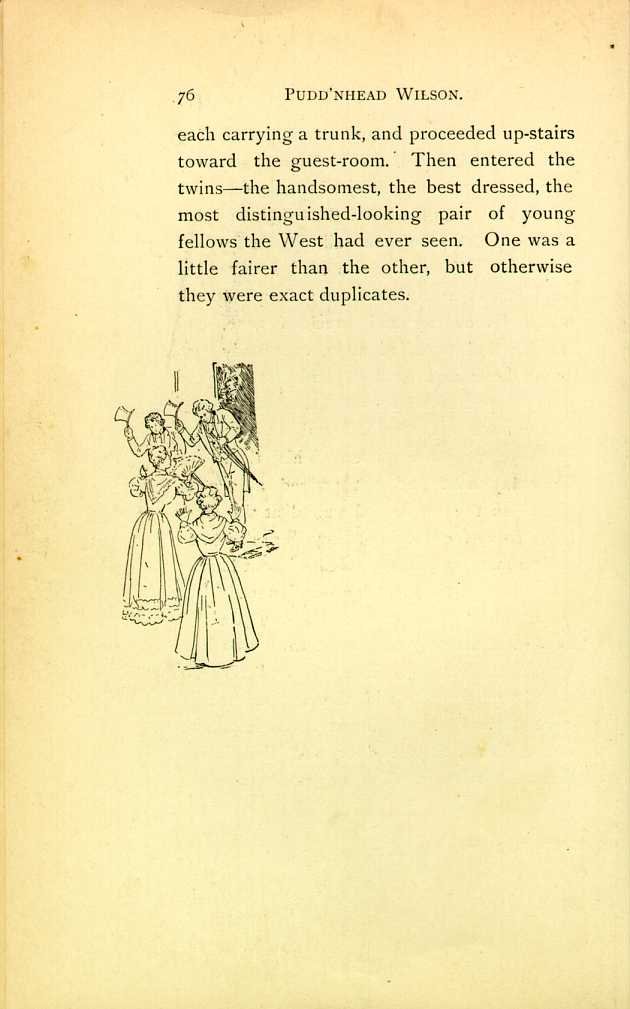 76 PUDD'NHEAD WILSON.
each carrying a trunk, and proceeded up-stairs
toward the guest-room. Then entered the
twins—the handsomest, the best dressed, the
most distinguished-looking pair of young
fellows the West had ever seen. One was a
little fairer than the other, but otherwise
they were exact duplicates.